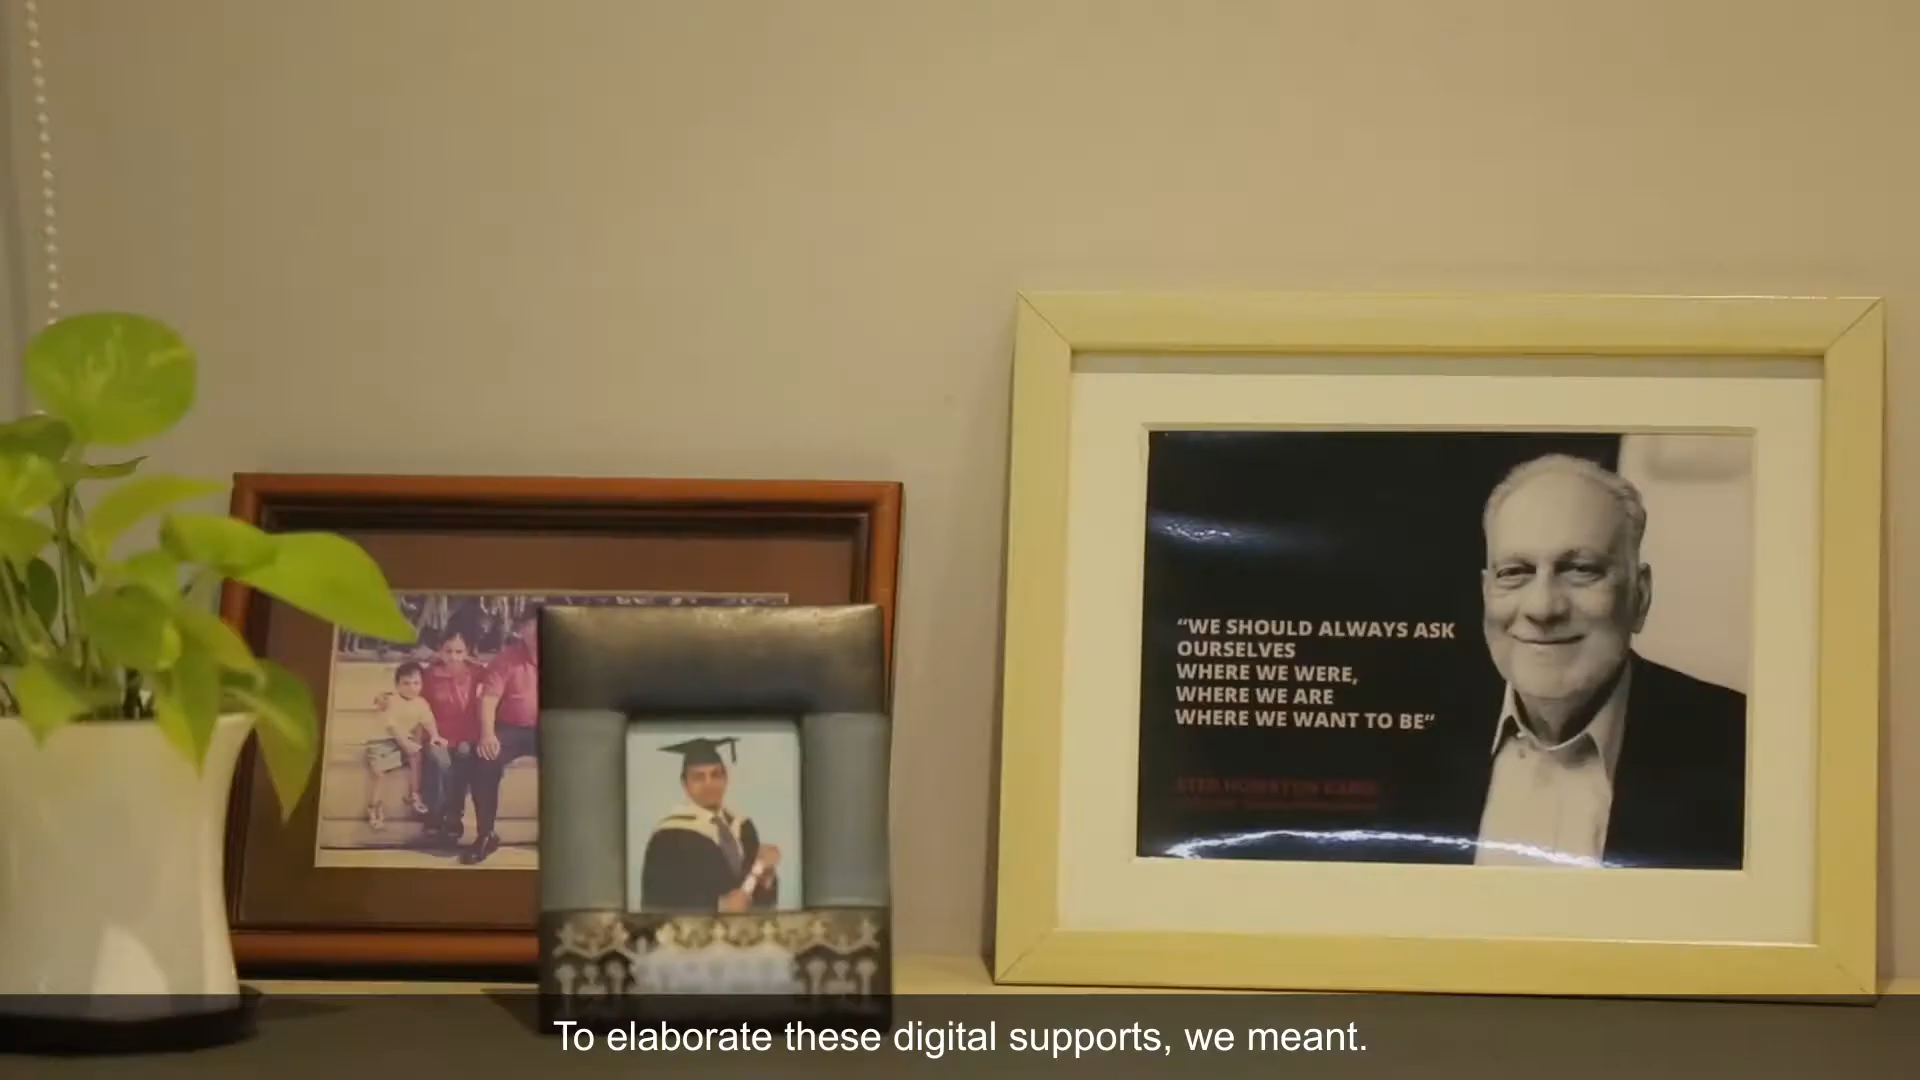 “WE SHOULD ALWAYS ASK
OURSELVES
WHERE WE WERE,
WHERE WE ARE
WHERE WE WANT TO BE“
To elaborate these digital supports, we meant.